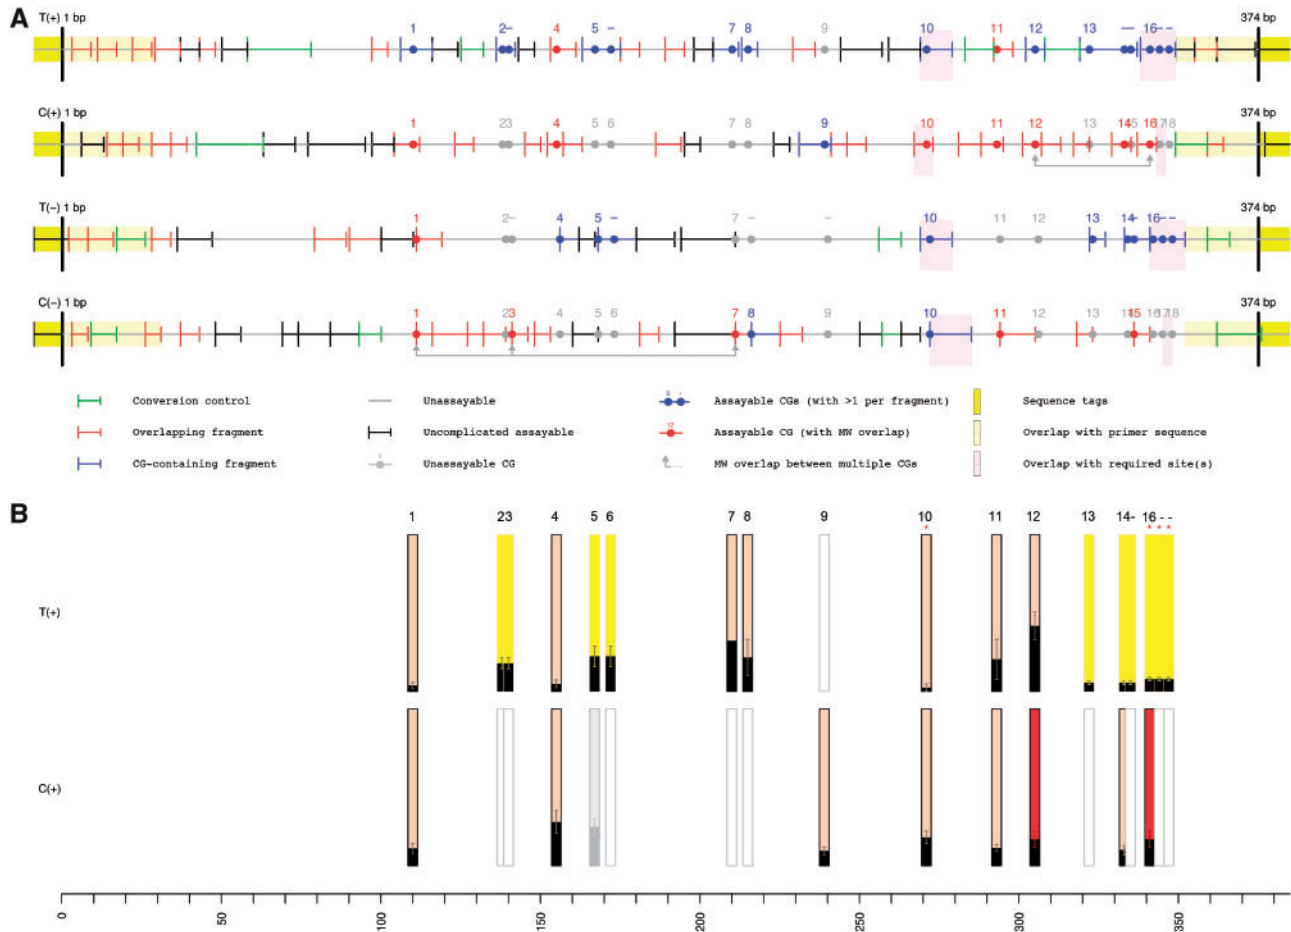 A
T(+) 1 bp
374 bp
1 2– 4 5 – 7 8 9 10 11 12 13 –– 16 – –
C(+) 1 bp
374 bp
1 23 4 5 6 7 8 9 10 11 12 13 14 15 16 17 18
T(–) 1 bp
374 bp
1 2– 4 5 – 7 – – 10 11 12 13 14– 16 – –
C(–) 1 bp
374 bp
1 2 3 4 5 6 7 8 9 10 11 12 13 15 16 17 18
Conversion control
Unassayable
Assayable CGs (with >1 per fragment)
Sequence tags
Overlapping fragment
Uncomplicated assayable
12
Assayable CG (with MW overlap)
Overlap with primer sequence
CG-containing fragment
Unassayable CG
MW overlap between multiple CGs
Overlap with required site(s)
B
1 23 4 5 6 7 8 9 10 11 12 13 14- 16 - -
* * * *
T(+)
C(+)
0 50 100 150 200 250 300 350